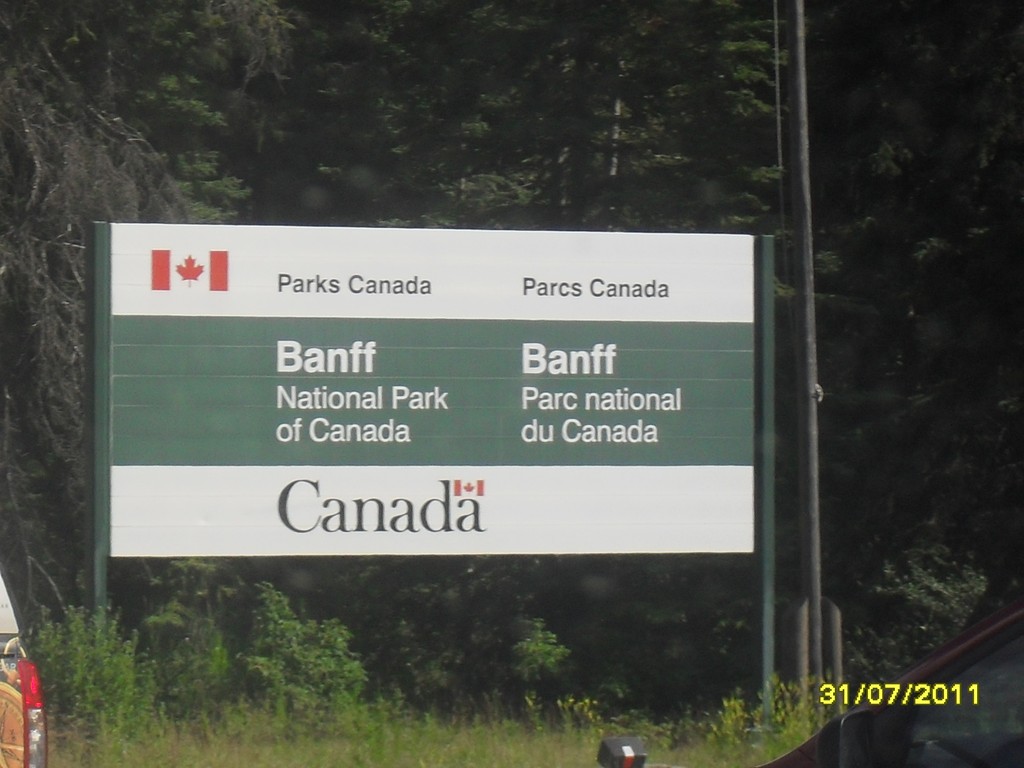 Parks Canada
Parcs Canada
Banff
National Park
of Canada
Banff
Parc national
du Canada
Canada
31/07/2011